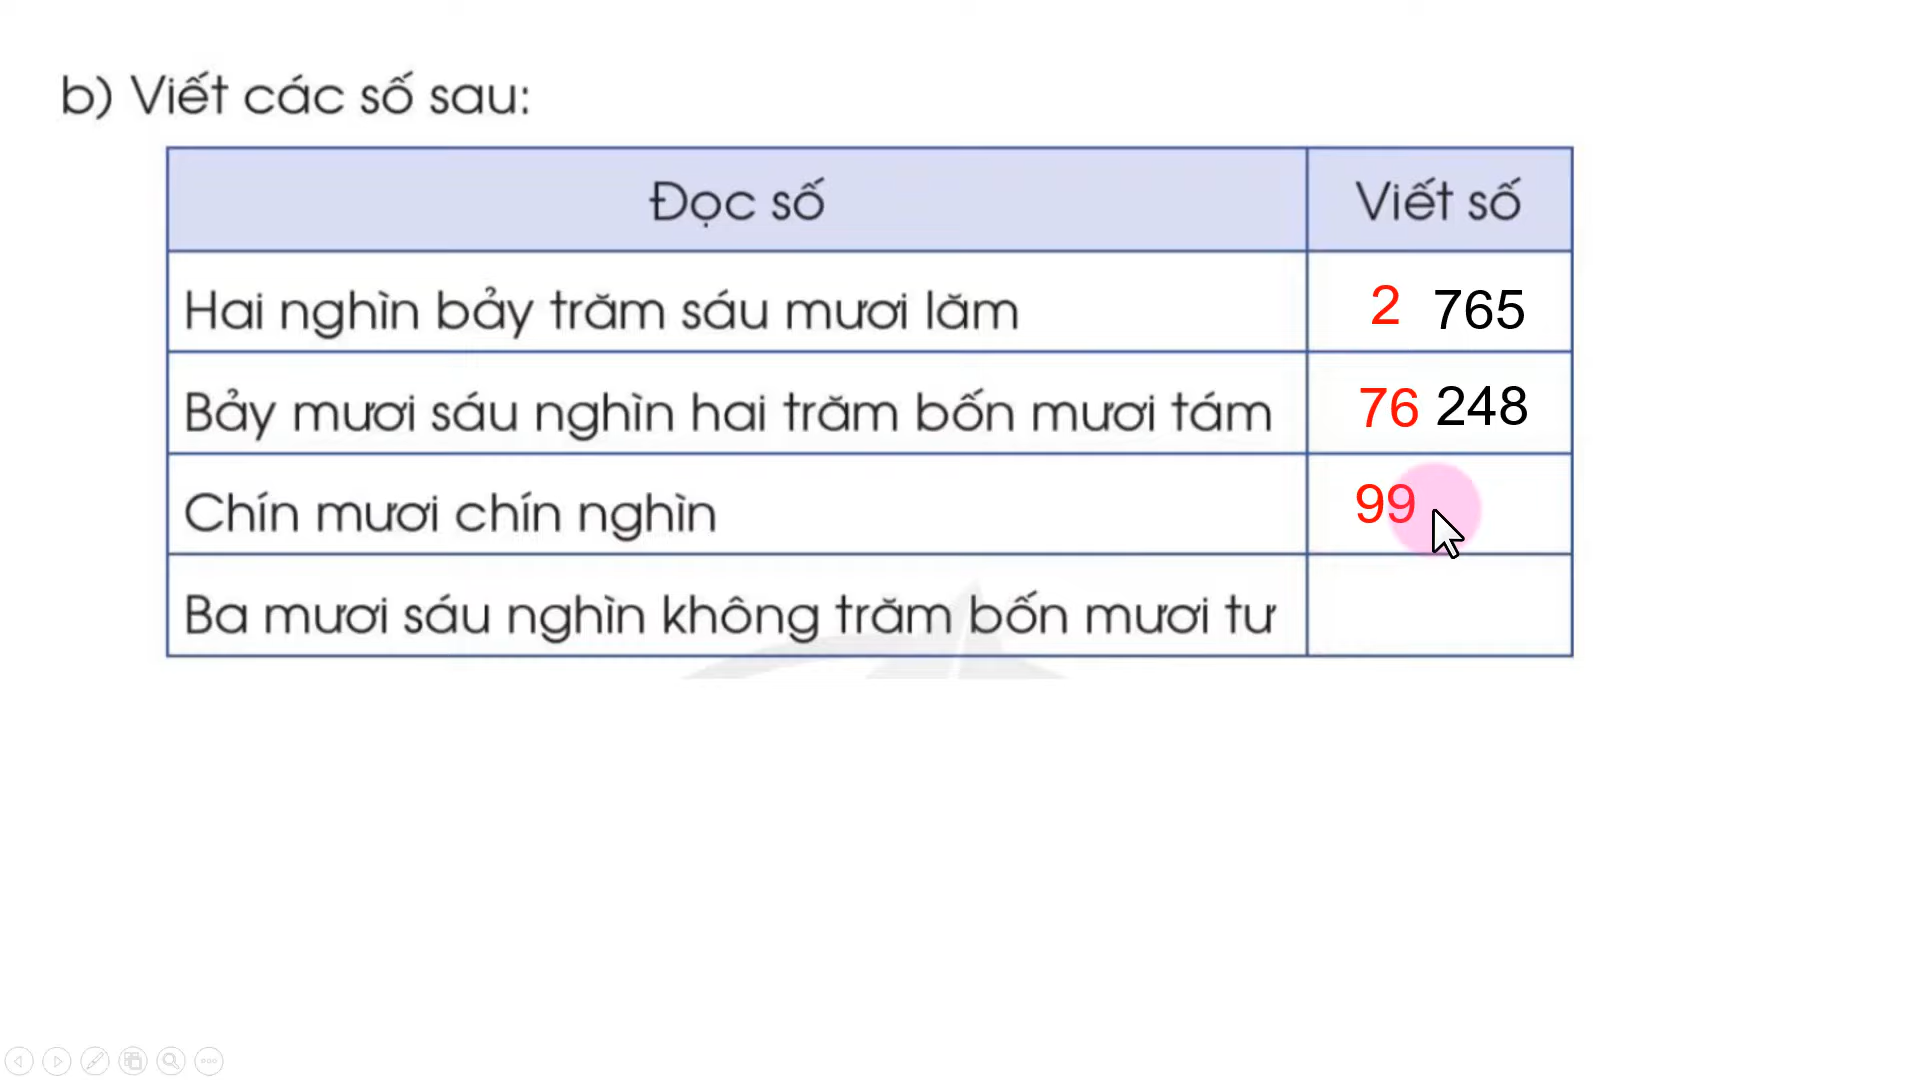 b) Viết các số sau:
Đọc số Viết số
Hai nghìn bảy trăm sáu mươi lăm 2 765
Bảy mươi sáu nghìn hai trăm bốn mươi tám 76 248
Chín mươi chín nghìn 99
Ba mươi sáu nghìn không trăm bốn mươi tư